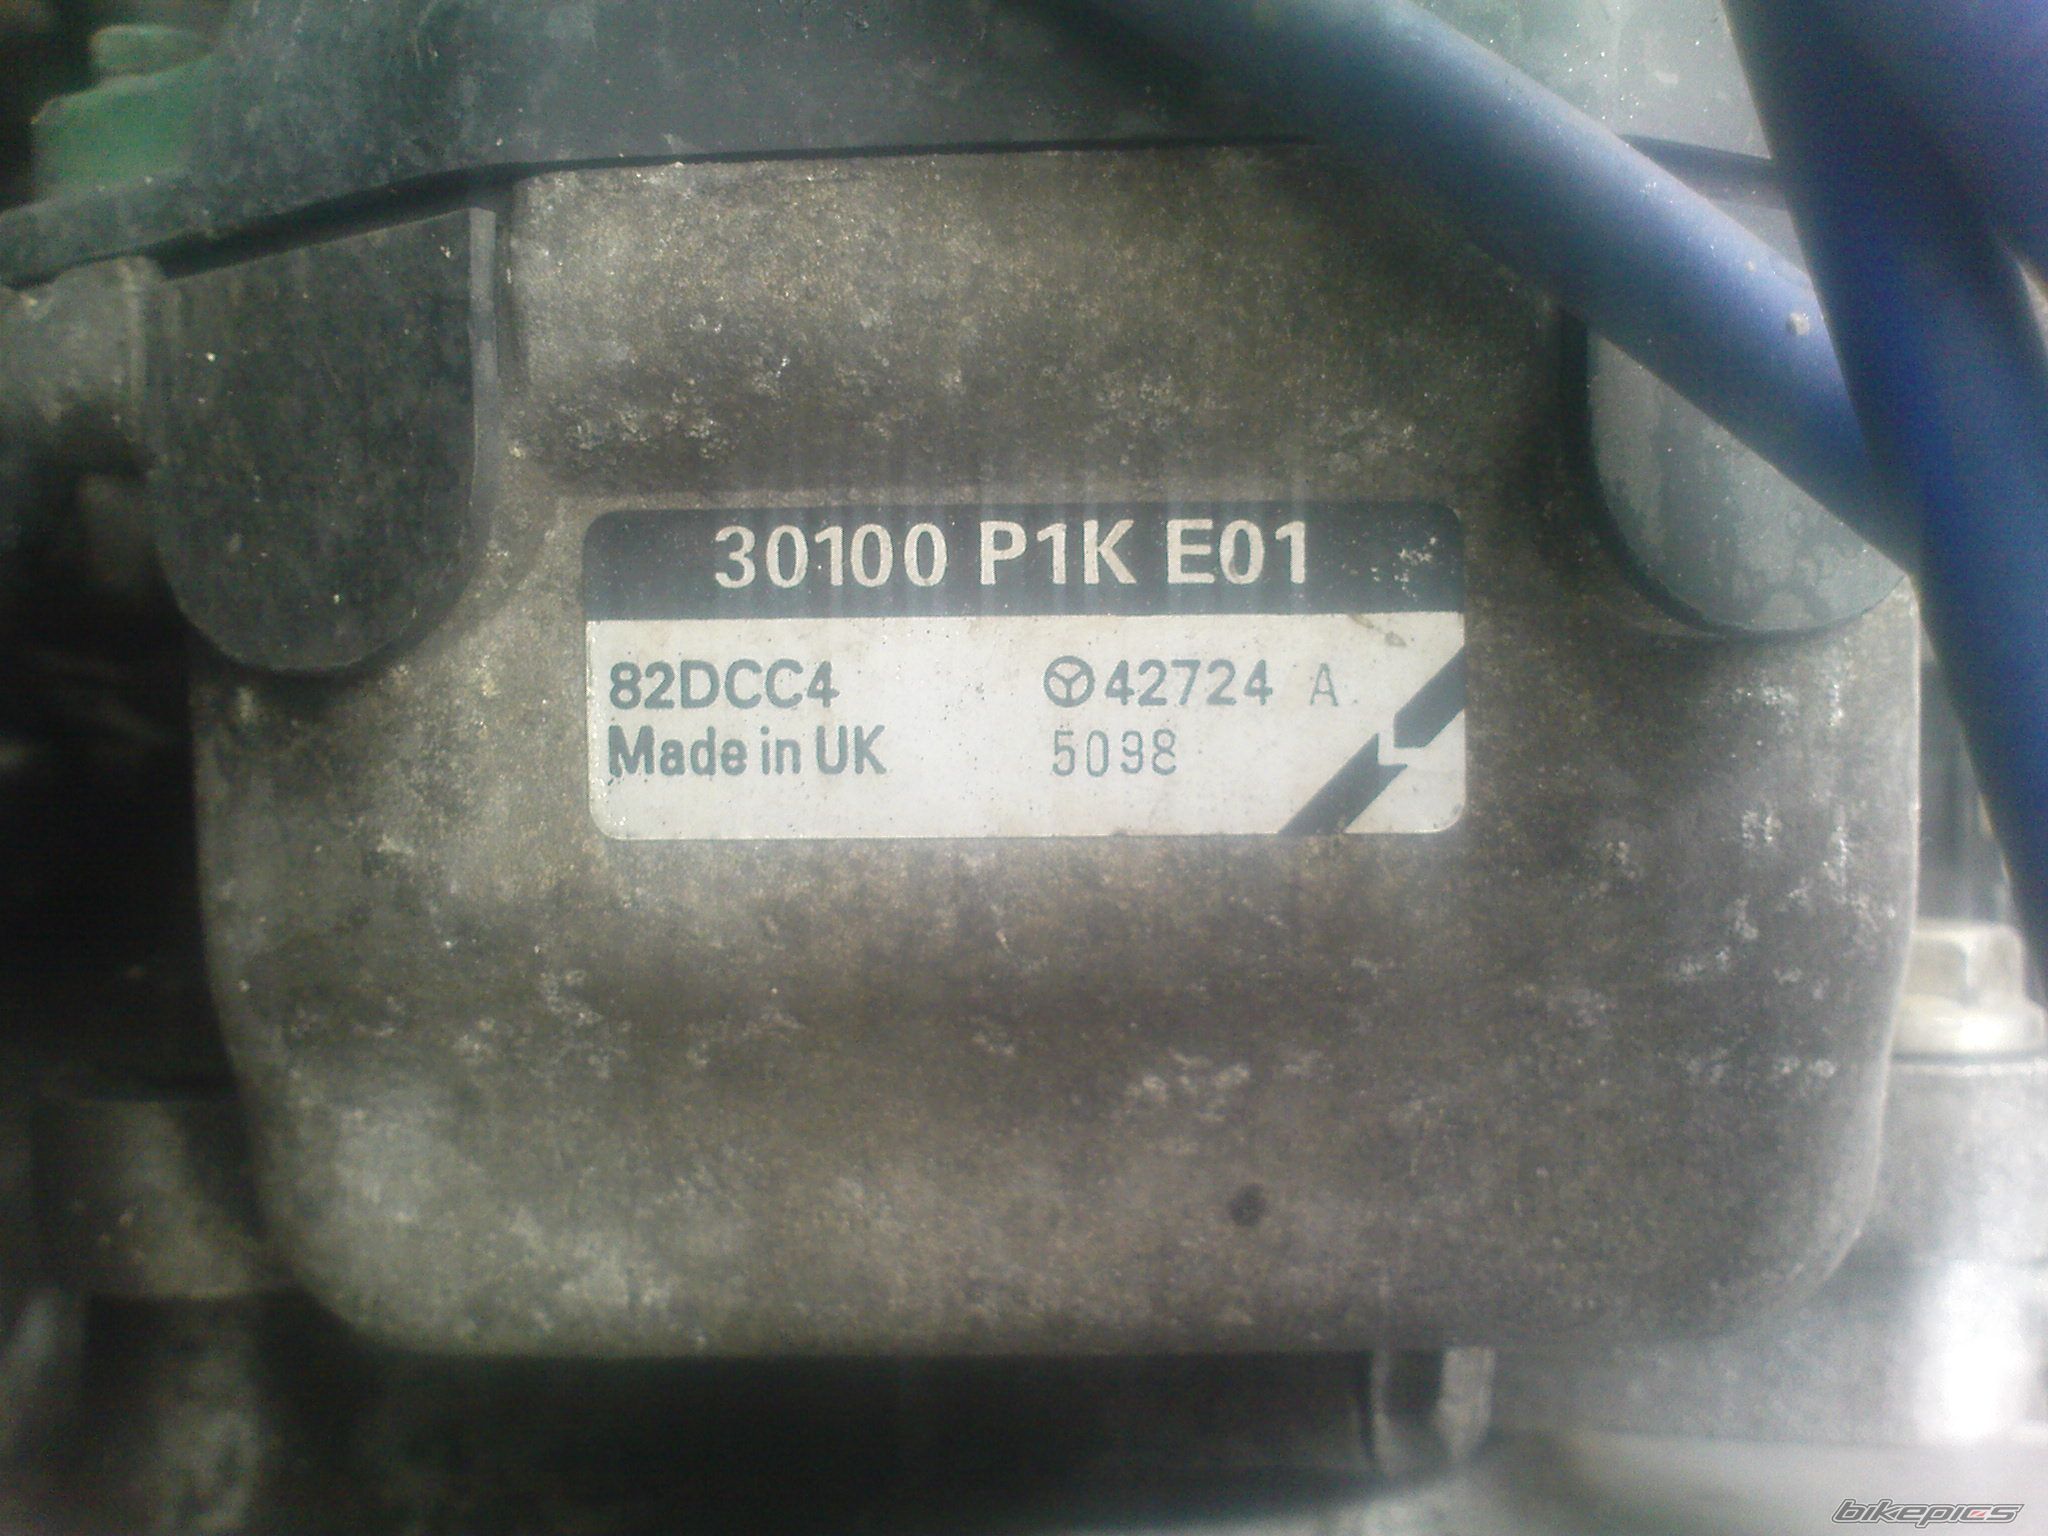 30100 P1K E01
82DCC4 42724 A
Made in UK 5098
L
bikepics